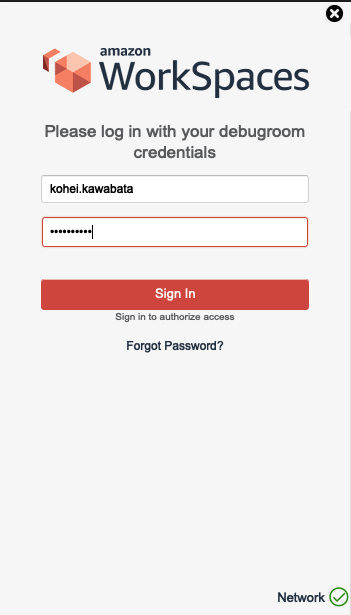 amazon
WorkSpaces
Please log in with your debugroom
credentials
kohei.kawabata
••••••••••
Sign In
Sign in to authorize access
Forgot Password?
Network